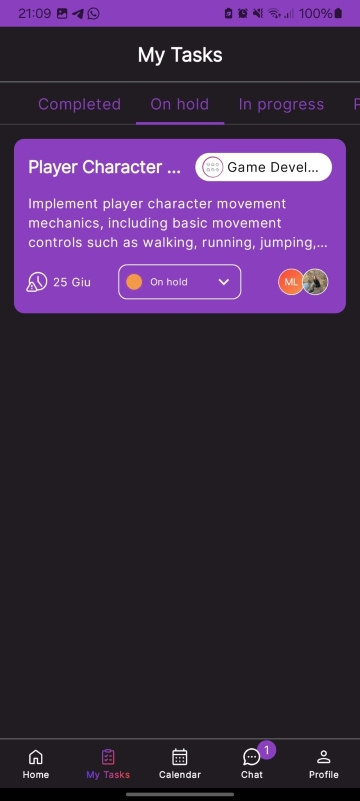 21:09 100%
My Tasks
Completed On hold In progress P
Player Character ... Game Devel...
Implement player character movement
mechanics, including basic movement
controls such as walking, running, jumping,...
25 Giu On hold ML
1
Home My Tasks Calendar Chat Profile